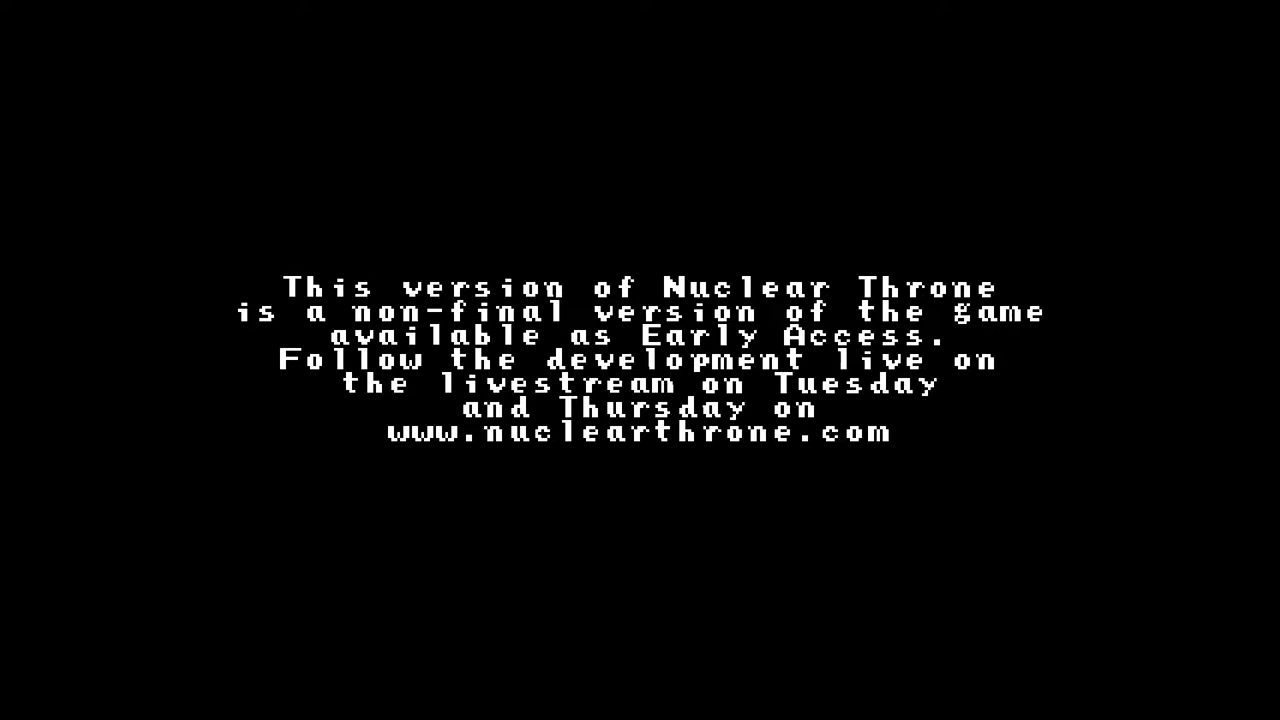 This version of Nuclear Throne
is a non-final version of the game
available as Early Access.
Follow the development live on
the livestream on Tuesday
and Thursday on
www.nuclearthrone.com